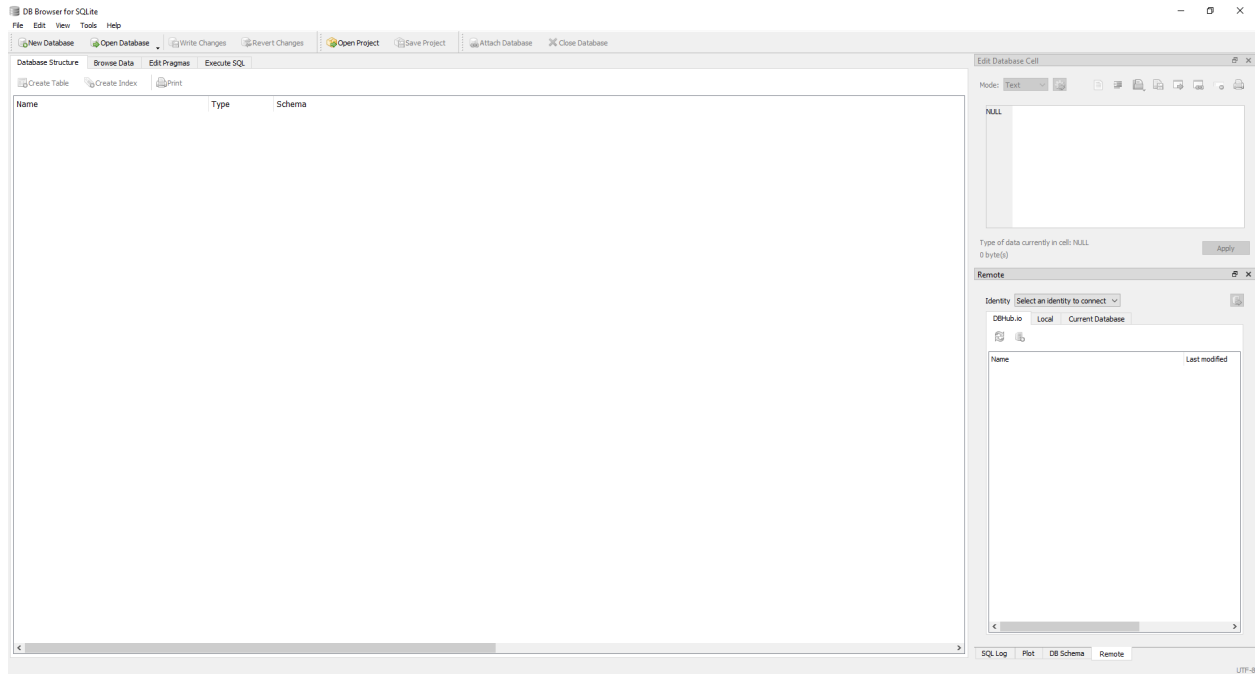 DB Browser for SQLite
File Edit View Tools Help
New Database Open Database Write Changes Revert Changes Open Project Save Project Attach Database Close Database
Database Structure Browse Data Edit Pragmas Execute SQL
Create Table Create Index Print
Name Type Schema
Edit Database Cell
Mode: Text
NULL
Type of data currently in cell: NULL
0 byte(s)
Apply
Remote
Identity Select an identity to connect
DBHub.io Local Current Database
Name Last modified
SQL Log Plot DB Schema Remote
UTF-8